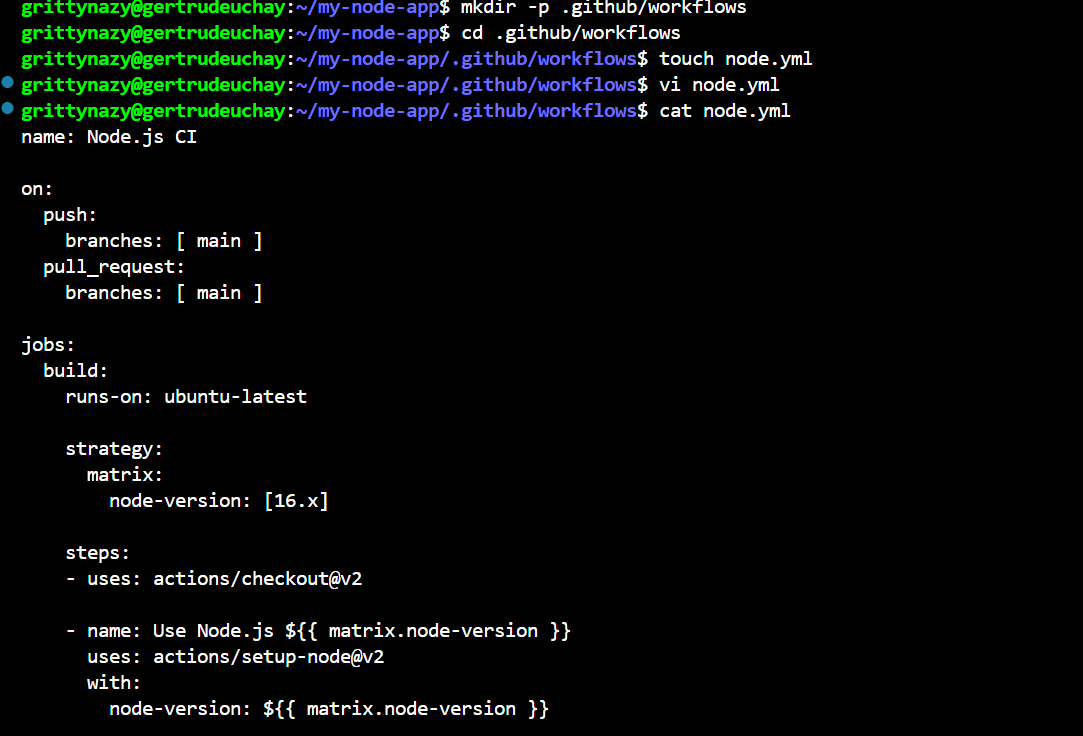 grittynazy@gertrudeuchay:~/my-node-app$ mkdir -p .github/workflows
grittynazy@gertrudeuchay:~/my-node-app$ cd .github/workflows
grittynazy@gertrudeuchay:~/my-node-app/.github/workflows$ touch node.yml
grittynazy@gertrudeuchay:~/my-node-app/.github/workflows$ vi node.yml
grittynazy@gertrudeuchay:~/my-node-app/.github/workflows$ cat node.yml
name: Node.js CI

on:
  push:
    branches: [ main ]
  pull_request:
    branches: [ main ]

jobs:
  build:
    runs-on: ubuntu-latest

    strategy:
      matrix:
        node-version: [16.x]

    steps:
    - uses: actions/checkout@v2

    - name: Use Node.js ${{ matrix.node-version }}
      uses: actions/setup-node@v2
      with:
        node-version: ${{ matrix.node-version }}